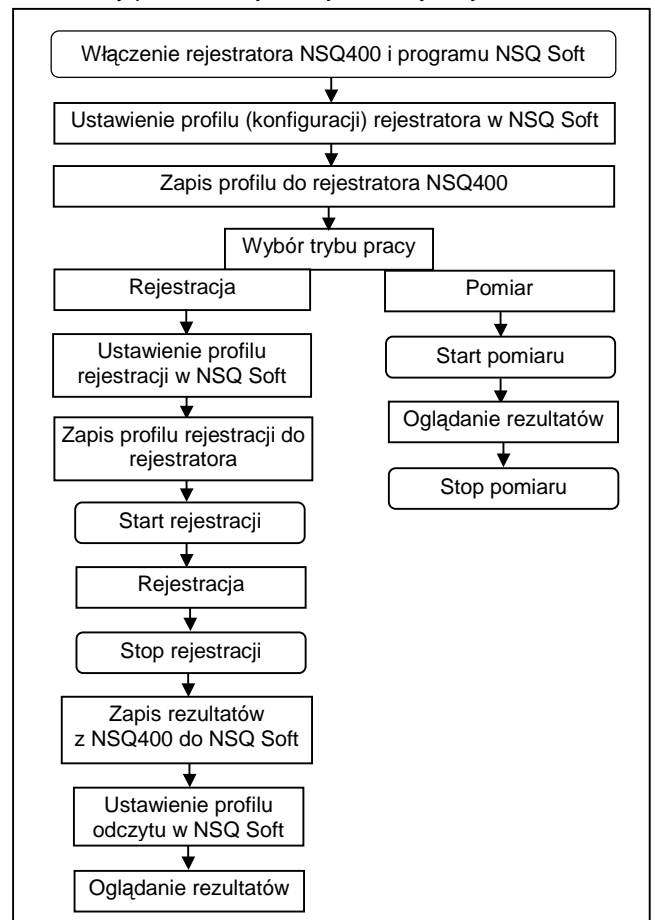 Włączenie rejestratora NSQ400 i programu NSQ Soft
Ustawienie profilu (konfiguracji) rejestratora w NSQ Soft
Zapis profilu do rejestratora NSQ400
Wybór trybu pracy
Rejestracja
Ustawienie profilu
rejestracji w NSQ Soft
Zapis profilu rejestracji do
rejestratora
Start rejestracji
Rejestracja
Stop rejestracji
Zapis rezultatów
z NSQ400 do NSQ Soft
Ustawienie profilu
odczytu w NSQ Soft
Oglądanie rezultatów
Pomiar
Start pomiaru
Oglądanie rezultatów
Stop pomiaru